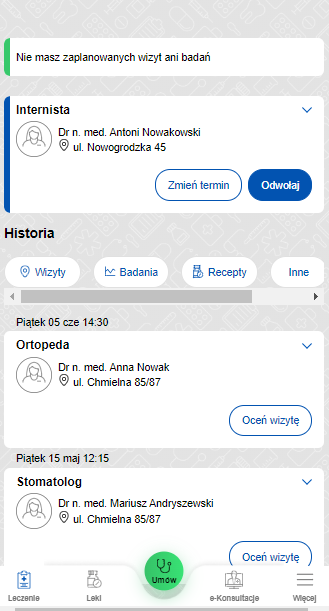 Nie masz zaplanowanych wizyt ani badań
Internista
Dr n. med. Antoni Nowakowski
ul. Nowogrodzka 45
Zmień termin
Odwołaj
Historia
Wizyty
Badania
Recepty
Inne
Piątek 05 cze 14:30
Ortopeda
Dr n. med. Anna Nowak
ul. Chmielna 85/87
Oceń wizytę
Piątek 15 maj 12:15
Stomatolog
Dr n. med. Mariusz Andryszewski
ul. Chmielna 85/87
Oceń wizytę
Leczenie
Leki
Umów
e-Konsultacje
Więcej